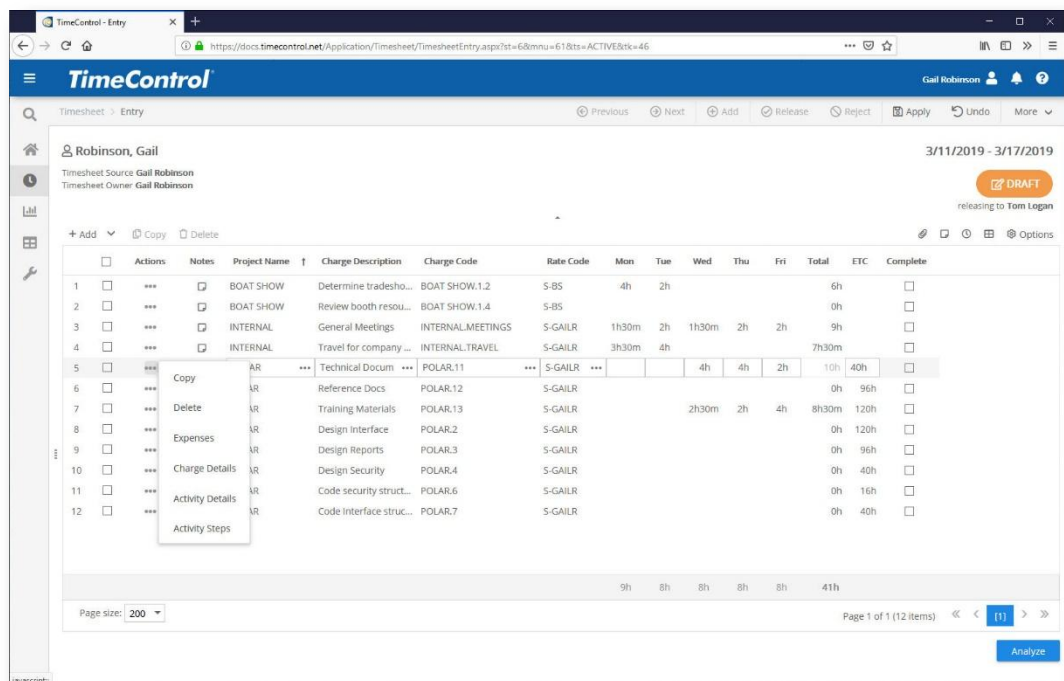 TimeControl - Entry
https://docs.timecontrol.net/Application/Timesheet/TimesheetEntry.aspx?st=6&mnu=61&ts=ACTIVE&tk=46
TimeControl Gail Robinson
Timesheet > Entry Previous Next Add Release Reject Apply Undo More
Robinson, Gail 3/11/2019 - 3/17/2019
Timesheet Source Gail Robinson
Timesheet Owner Gail Robinson
DRAFT
releasing to Tom Logan
+ Add Copy Delete Options
Actions Notes Project Name ↑ Charge Description Charge Code Rate Code Mon Tue Wed Thu Fri Total ETC Complete
1 BOAT SHOW Determine tradesho... BOAT SHOW.1.2 S-BS 4h 2h 6h
2 BOAT SHOW Review booth resou... BOAT SHOW.1.4 S-BS 0h
3 INTERNAL General Meetings INTERNAL.MEETINGS S-GAILR 1h30m 2h 1h30m 2h 2h 9h
4 INTERNAL Travel for company ... INTERNAL.TRAVEL S-GAILR 3h30m 4h 7h30m
5 AR ••• Technical Docum ••• POLAR.11 ••• S-GAILR ••• 4h 4h 2h 10h 40h
6 AR Reference Docs POLAR.12 S-GAILR 0h 96h
7 AR Training Materials POLAR.13 S-GAILR 2h30m 2h 4h 8h30m 120h
8 AR Design Interface POLAR.2 S-GAILR 0h 120h
9 AR Design Reports POLAR.3 S-GAILR 0h 96h
10 AR Design Security POLAR.4 S-GAILR 0h 40h
11 AR Code security struct... POLAR.6 S-GAILR 0h 16h
12 AR Code Interface struc... POLAR.7 S-GAILR 0h 40h
Copy
Delete
Expenses
Charge Details
Activity Details
Activity Steps
9h 8h 8h 8h 8h 41h
Page size: 200 Page 1 of 1 (12 items) [1]
Analyze
javascript: